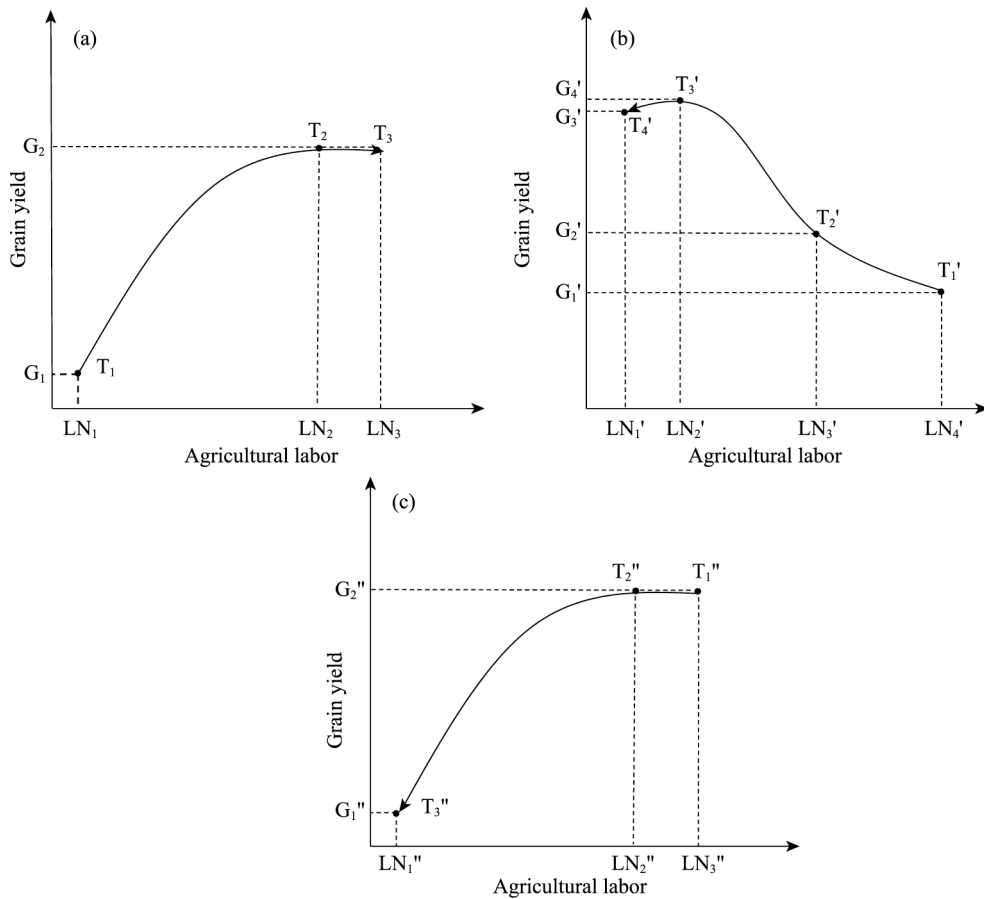 (a)
G₂
T₂
T₃
Grain yield
G₁
T₁
LN₁
LN₂
LN₃
Agricultural labor
(b)
G₄'
T₃'
G₃'
T₄'
Grain yield
G₂'
T₂'
G₁'
T₁'
LN₁'
LN₂'
LN₃'
LN₄'
Agricultural labor
(c)
G₂"
T₂"
T₁"
Grain yield
G₁"
T₃"
LN₁"
LN₂"
LN₃"
Agricultural labor